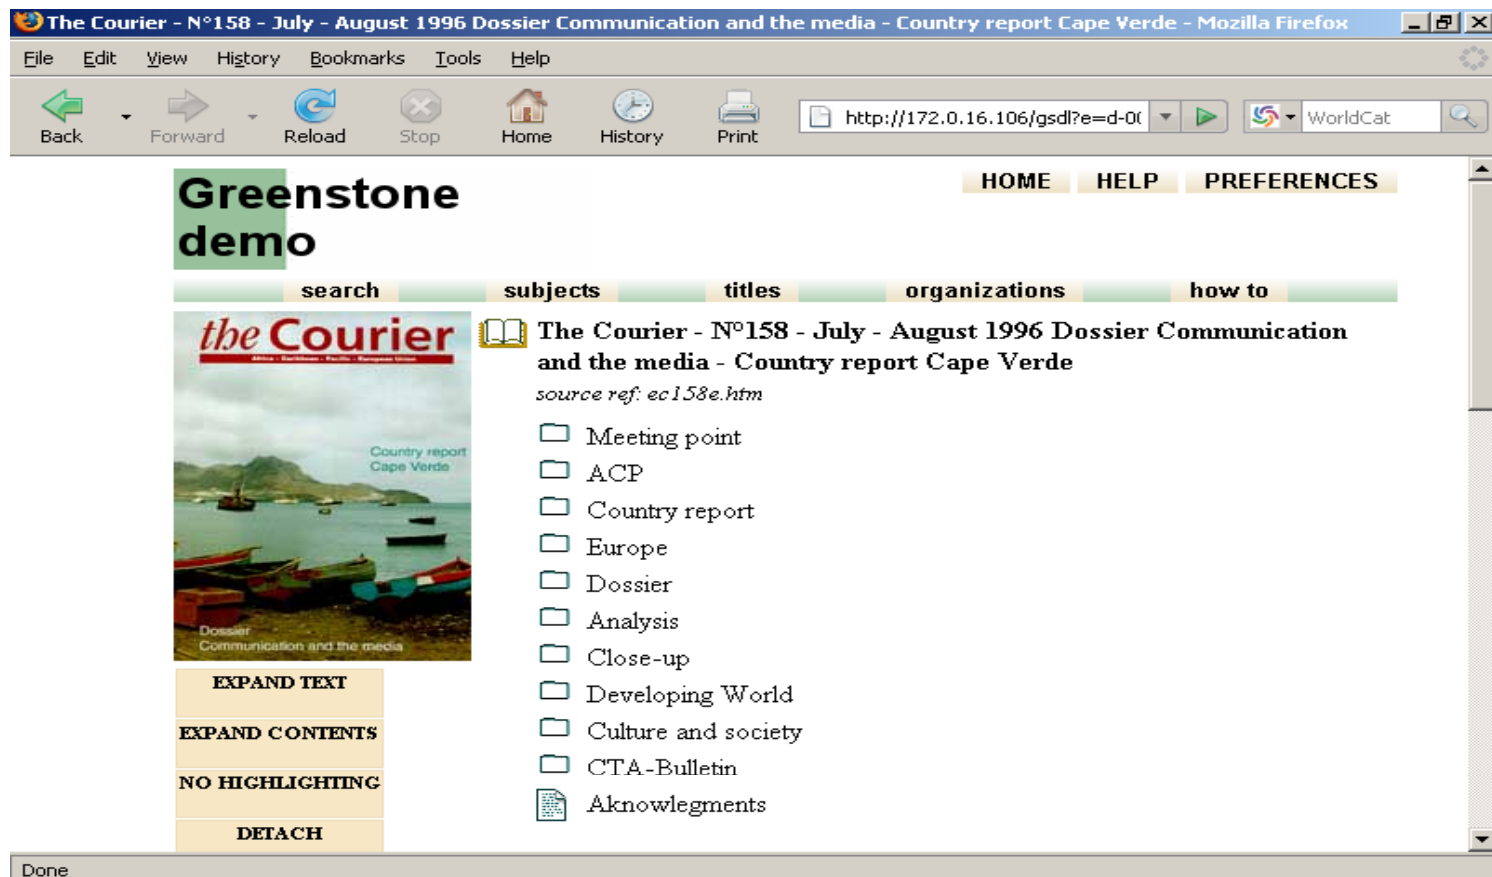 The Courier - N°158 - July - August 1996 Dossier Communication and the media - Country report Cape Verde - Mozilla Firefox
File Edit View History Bookmarks Tools Help
Back Forward Reload Stop Home History Print http://172.0.16.106/gsdl?e=d-0( WorldCat
Greenstone
demo
HOME HELP PREFERENCES
search subjects titles organizations how to
the Courier
Africa - Caribbean - Pacific - European Union
Country report
Cape Verde
Dossier
Communication and the media
The Courier - N°158 - July - August 1996 Dossier Communication
and the media - Country report Cape Verde
source ref: ec158e.htm
Meeting point
ACP
Country report
Europe
Dossier
Analysis
Close-up
Developing World
Culture and society
CTA-Bulletin
Aknowlegments
EXPAND TEXT
EXPAND CONTENTS
NO HIGHLIGHTING
DETACH
Done